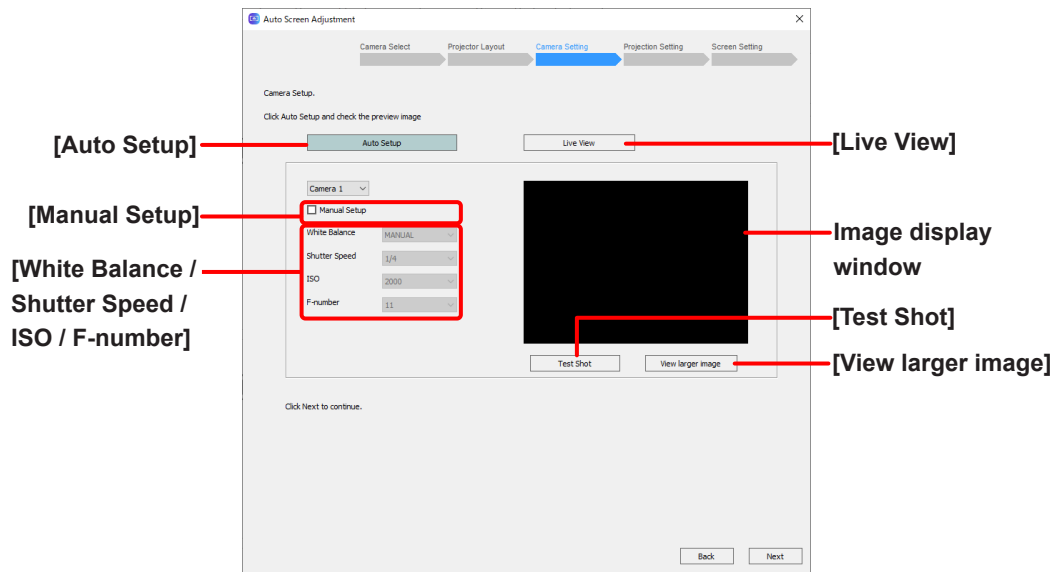 Auto Screen Adjustment
Camera Select
Projector Layout
Camera Setting
Projection Setting
Screen Setting
Camera Setup.
Click Auto Setup and check the preview image
[Auto Setup]
Auto Setup
Live View
[Live View]
Camera 1
[Manual Setup]
Manual Setup
White Balance
MANUAL
Shutter Speed
1/4
ISO
2000
F-number
11
[White Balance /
Shutter Speed /
ISO / F-number]
Image display
window
[Test Shot]
Test Shot
View larger image
[View larger image]
Click Next to continue.
Back
Next